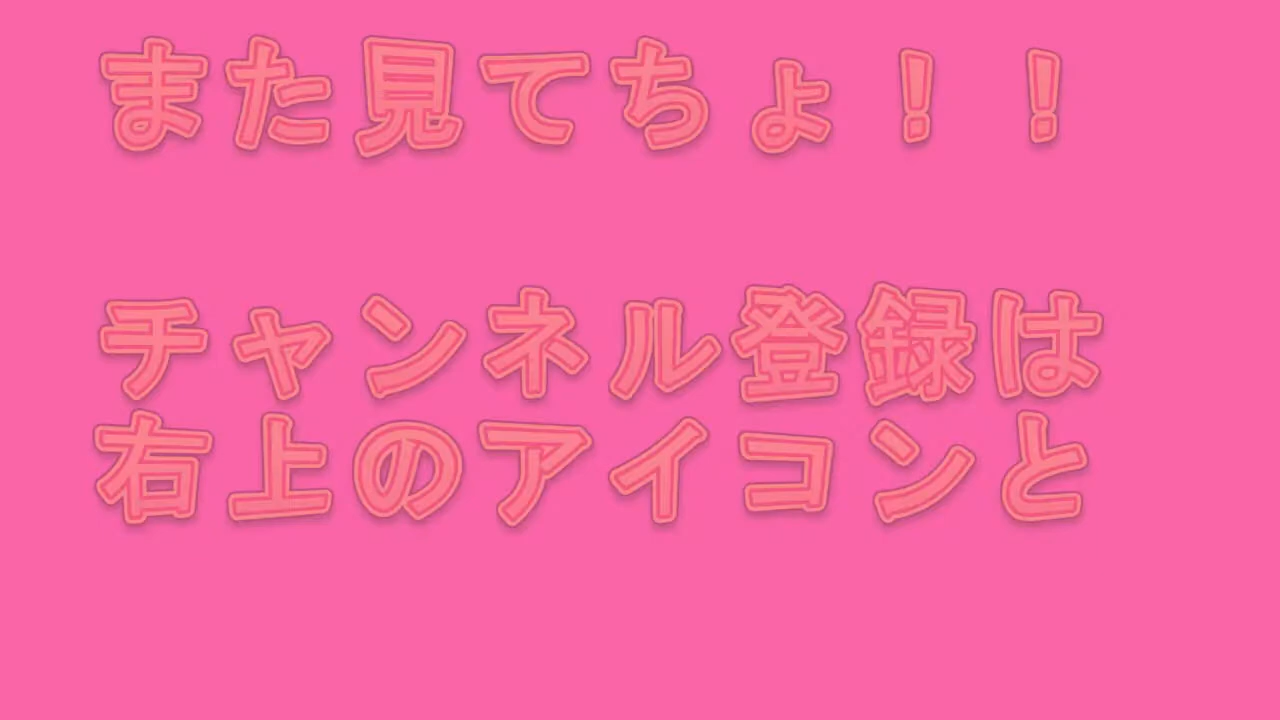 また見てちょ！！
チャンネル登録は
右上のアイコンと